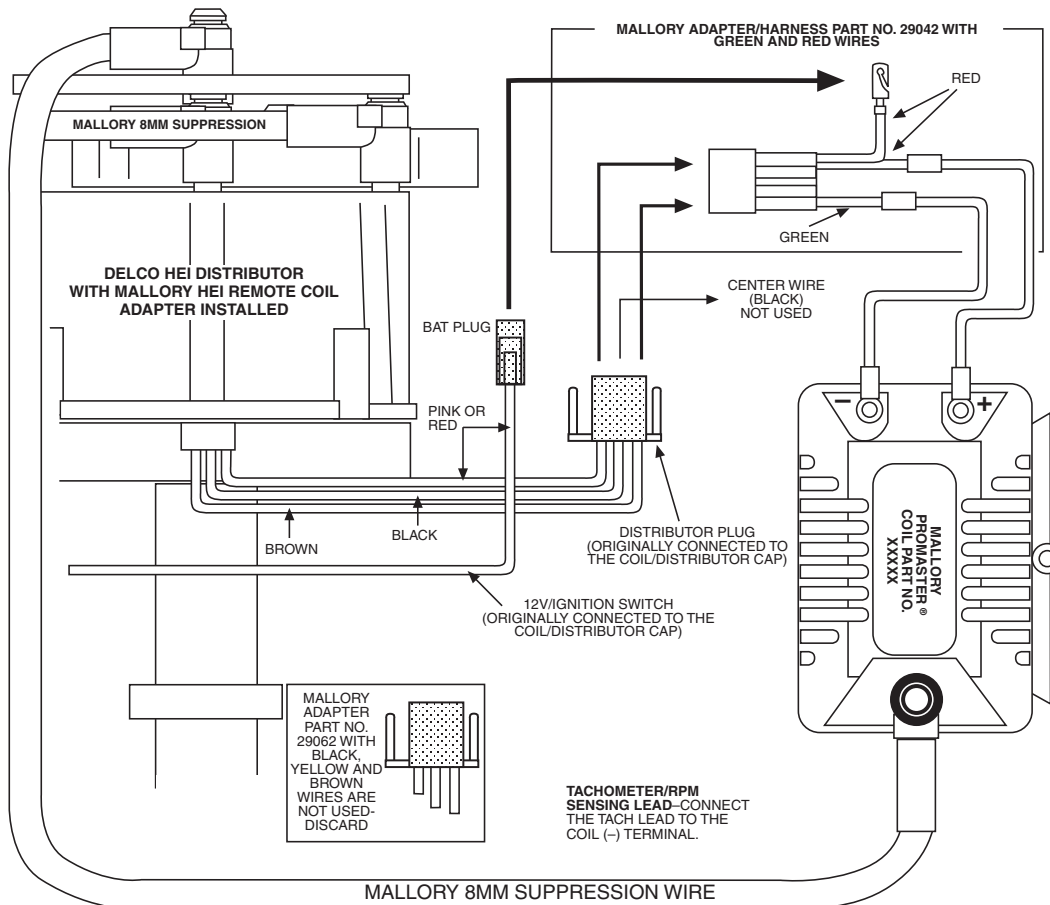 MALLORY ADAPTER/HARNESS PART NO. 29042 WITH
GREEN AND RED WIRES
RED
MALLORY 8MM SUPPRESSION
GREEN
DELCO HEI DISTRIBUTOR
WITH MALLORY HEI REMOTE COIL
ADAPTER INSTALLED
CENTER WIRE
(BLACK)
NOT USED
BAT PLUG
PINK OR
RED
– +
BROWN
BLACK
DISTRIBUTOR PLUG
(ORIGINALLY CONNECTED TO
THE COIL/DISTRIBUTOR CAP)
MALLORY
PROMASTER ®
COIL PART NO.
XXXXX
12V/IGNITION SWITCH
(ORIGINALLY CONNECTED TO THE
COIL/DISTRIBUTOR CAP)
MALLORY
ADAPTER
PART NO.
29062 WITH
BLACK,
YELLOW AND
BROWN
WIRES ARE
NOT USED-
DISCARD
TACHOMETER/RPM
SENSING LEAD–CONNECT
THE TACH LEAD TO THE
COIL (–) TERMINAL.
MALLORY 8MM SUPPRESSION WIRE